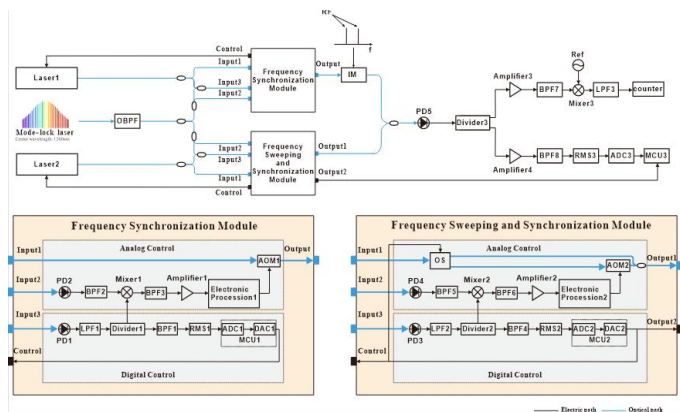 RF
f
Control
Input1
Output
Laser1
Input3
Input2
Frequency
Synchronization
Module
IM
Ref
Amplifier3
BPF7
Mixer3
LPF3
counter
Mode-lock laser
OBPF
PD5
Divider3
Input2
Input3
Input1
Frequency
Sweeping
and
Synchronization
Module
Output1
Output2
Laser2
Control
Amplifier4
BPF8
RMS3
ADC3
MCU3
Frequency Synchronization Module
Analog Control
Input1
Output
AOM1
Input2
PD2
BPF2
Mixer1
BPF3
Amplifier1
Electronic
Procession1
Input3
PD1
LPF1
Divider1
BPF1
RMS1
ADC1
DAC1
MCU1
Control
Digital Control
Frequency Sweeping and Synchronization Module
Analog Control
Input1
OS
Output1
AOM2
Input2
PD4
BPF5
Mixer2
BPF6
Amplifier2
Electronic
Procession2
Input3
PD3
LPF2
Divider2
BPF4
RMS2
ADC2
DAC2
MCU2
Output2
Control
Digital Control
Electric path
Optical path